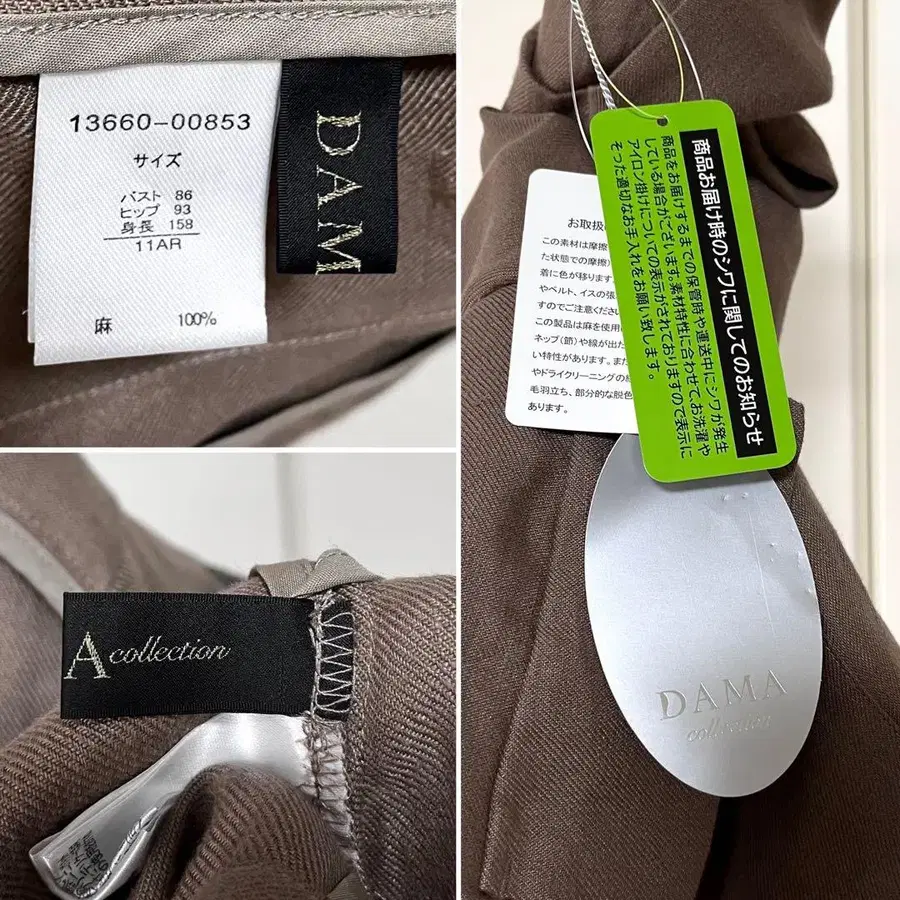 13660-00853
サイズ
バスト 86
ヒップ 93
身長 158
11AR
麻 100%
DAM
A collection
お取扱
この素材は摩擦
た状態での摩擦）
着に色が移ります
やベルト、イスの張
すのでご注意くださ
この製品は麻を使用
ネップ（節）や線が出た
い特性があります。また
やドライクリーニングの
毛羽立ち、部分的な脱色
あります。
商品お届け時のシワに関してのお知らせ
商品をお届けするまでの保管時や運送中にシワが発生
している場合がございます。素材特性に合わせて、お洗濯や
アイロン掛けについての表示がされておりますので表示に
そった適切なお手入れをお願い致します。
DAMA
collection